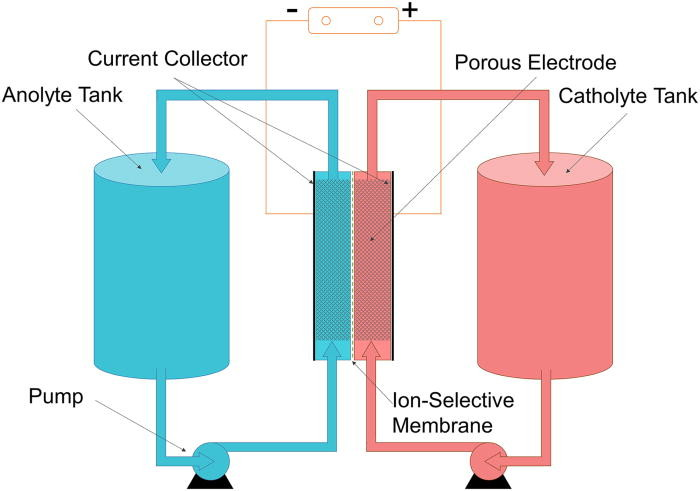 - +
Current Collector
Porous Electrode
Anolyte Tank
Catholyte Tank
Pump
Ion-Selective
Membrane